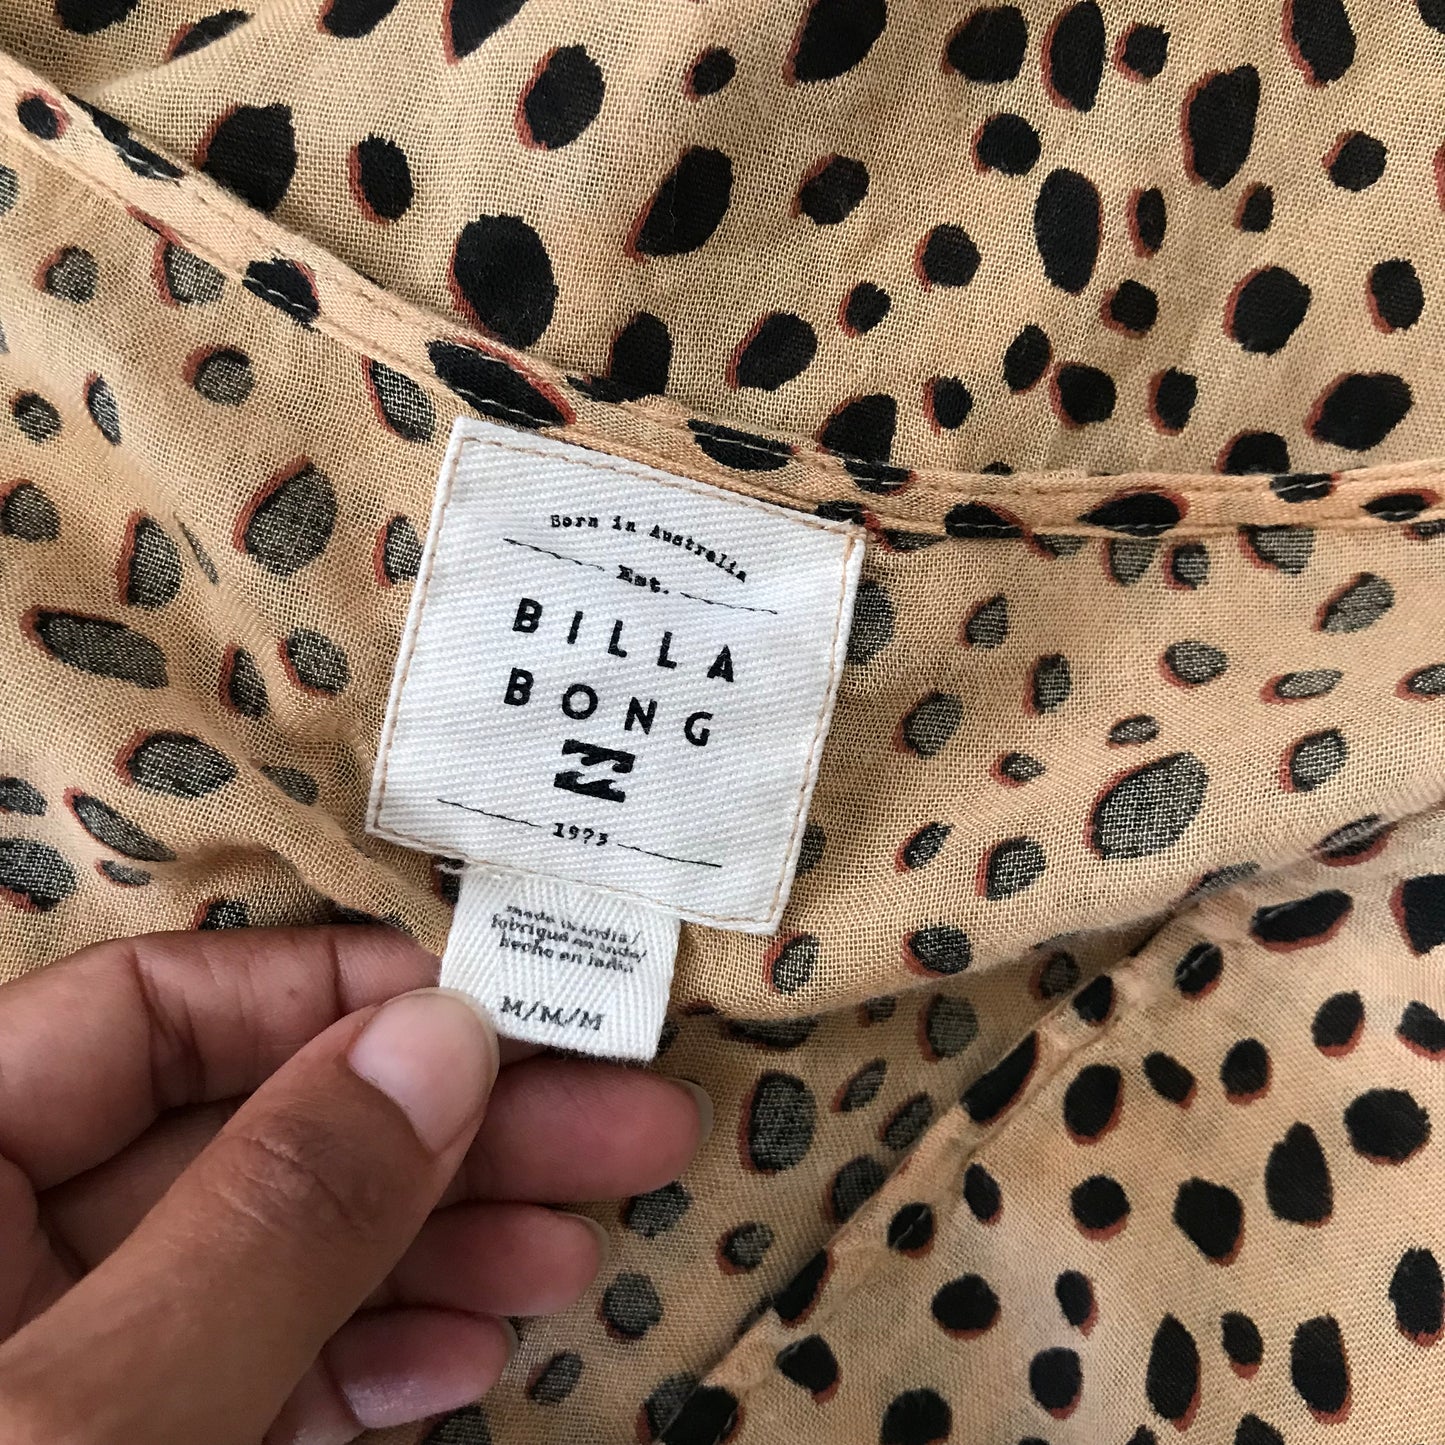 Born in Australia
Est.
BILLA
BONG
1973
made in india/
fabriqué en inde/
hecho en india
M/M/M